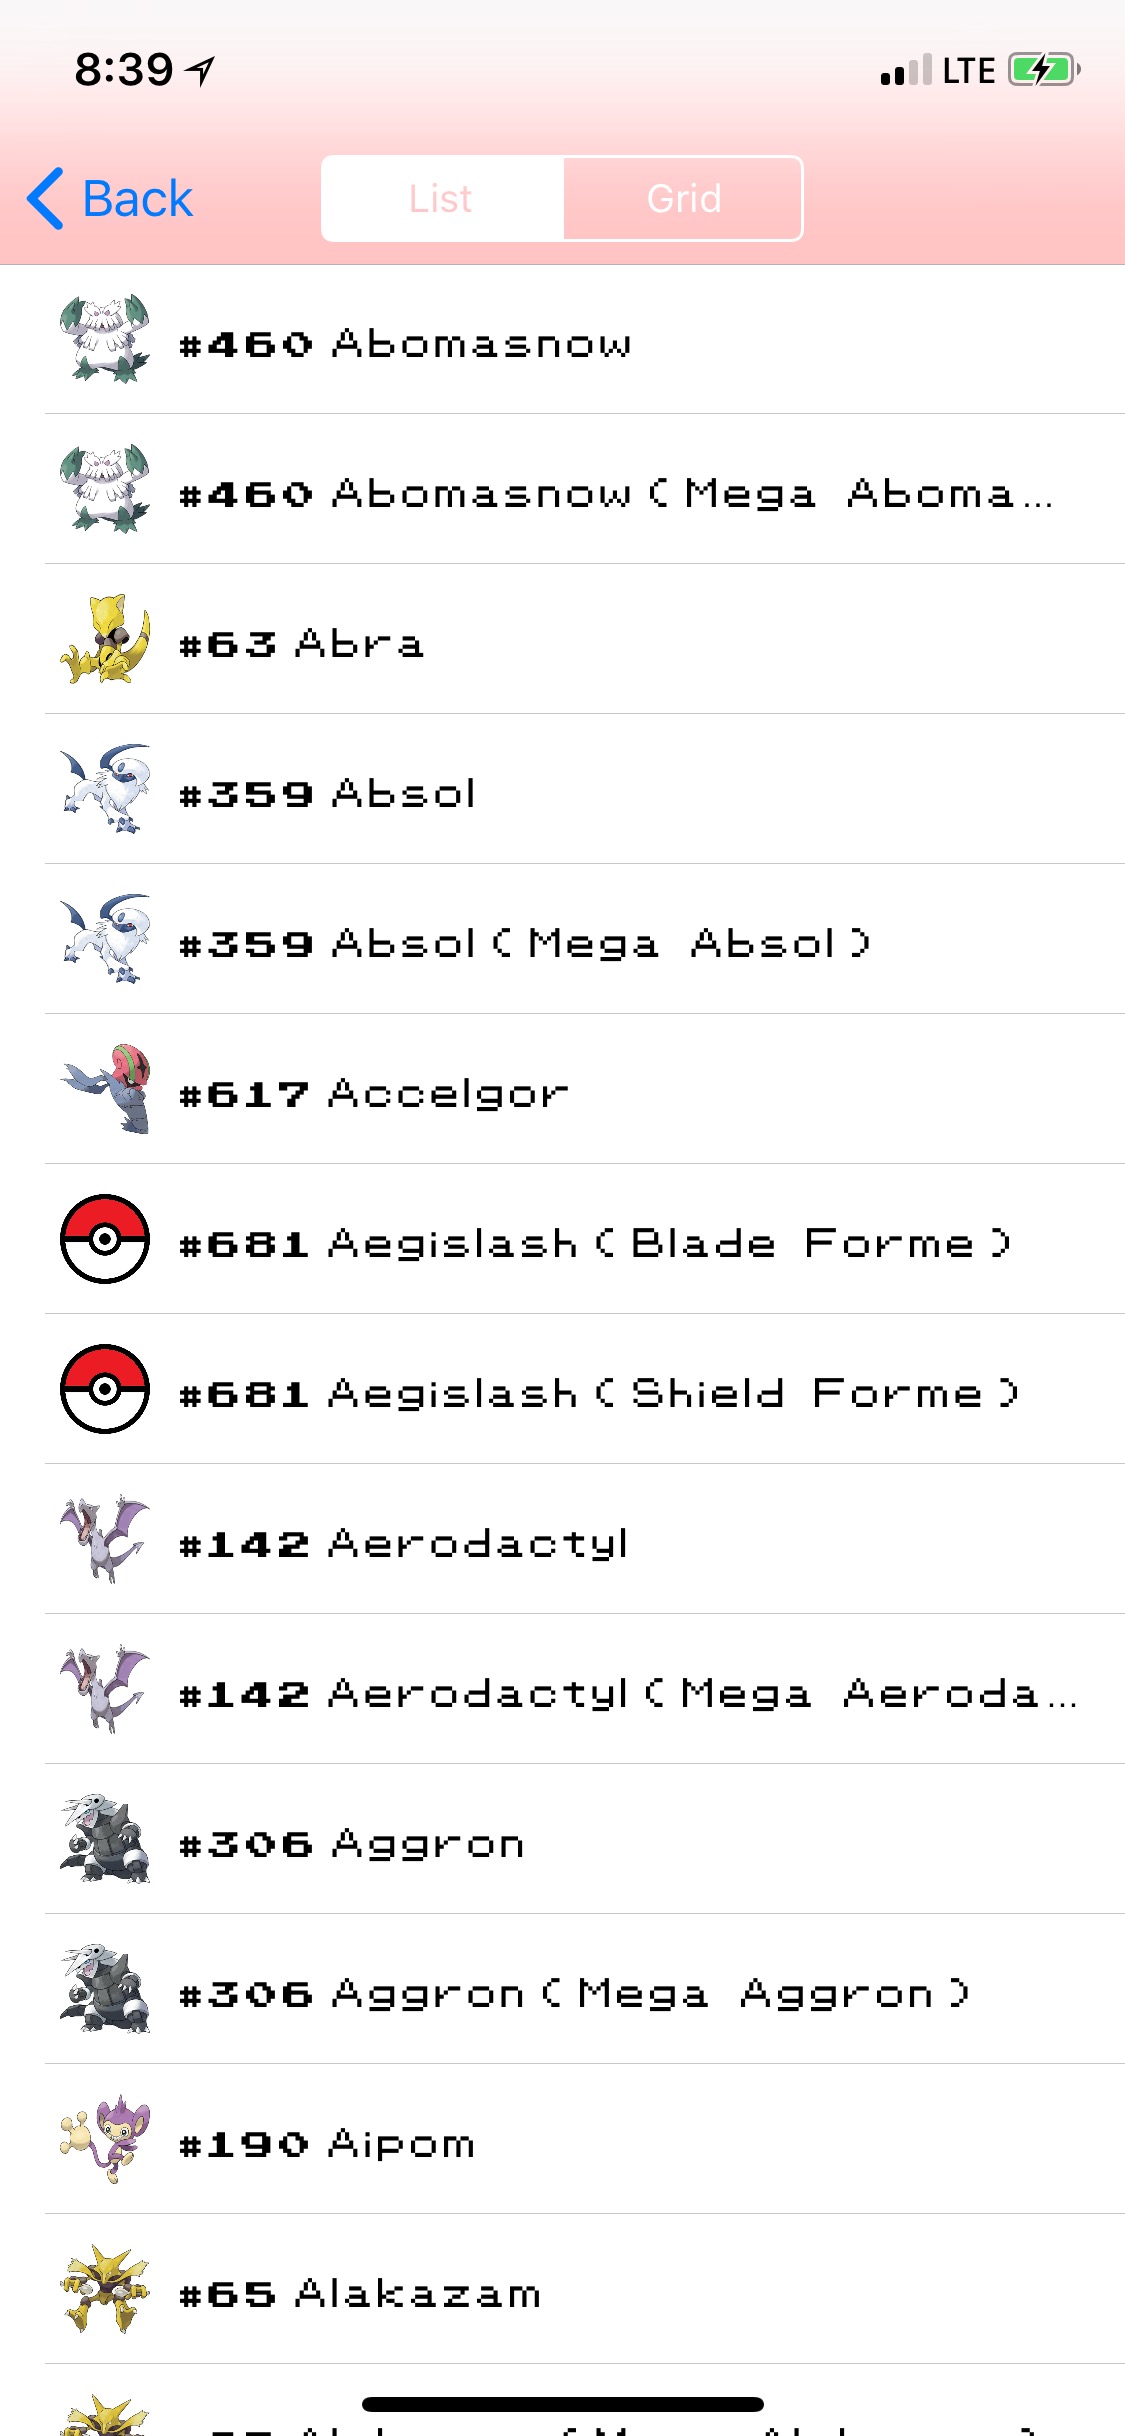 8:39
LTE
Back
List
Grid
#460 Abomasnow
#460 Abomasnow (Mega Aboma...
#63 Abra
#359 Absol
#359 Absol (Mega Absol)
#617 Accelgor
#681 Aegislash (Blade Forme)
#681 Aegislash (Shield Forme)
#142 Aerodactyl
#142 Aerodactyl (Mega Aeroda...
#306 Aggron
#306 Aggron (Mega Aggron)
#190 Aipom
#65 Alakazam